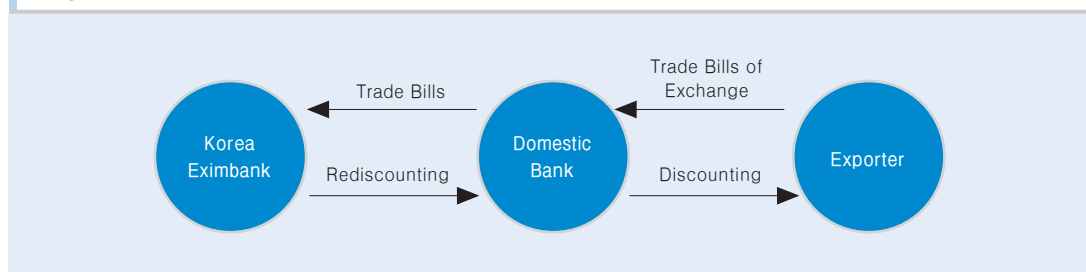 Trade Bills of
Exchange
Trade Bills
Korea
Eximbank
Domestic
Bank
Exporter
Rediscounting
Discounting